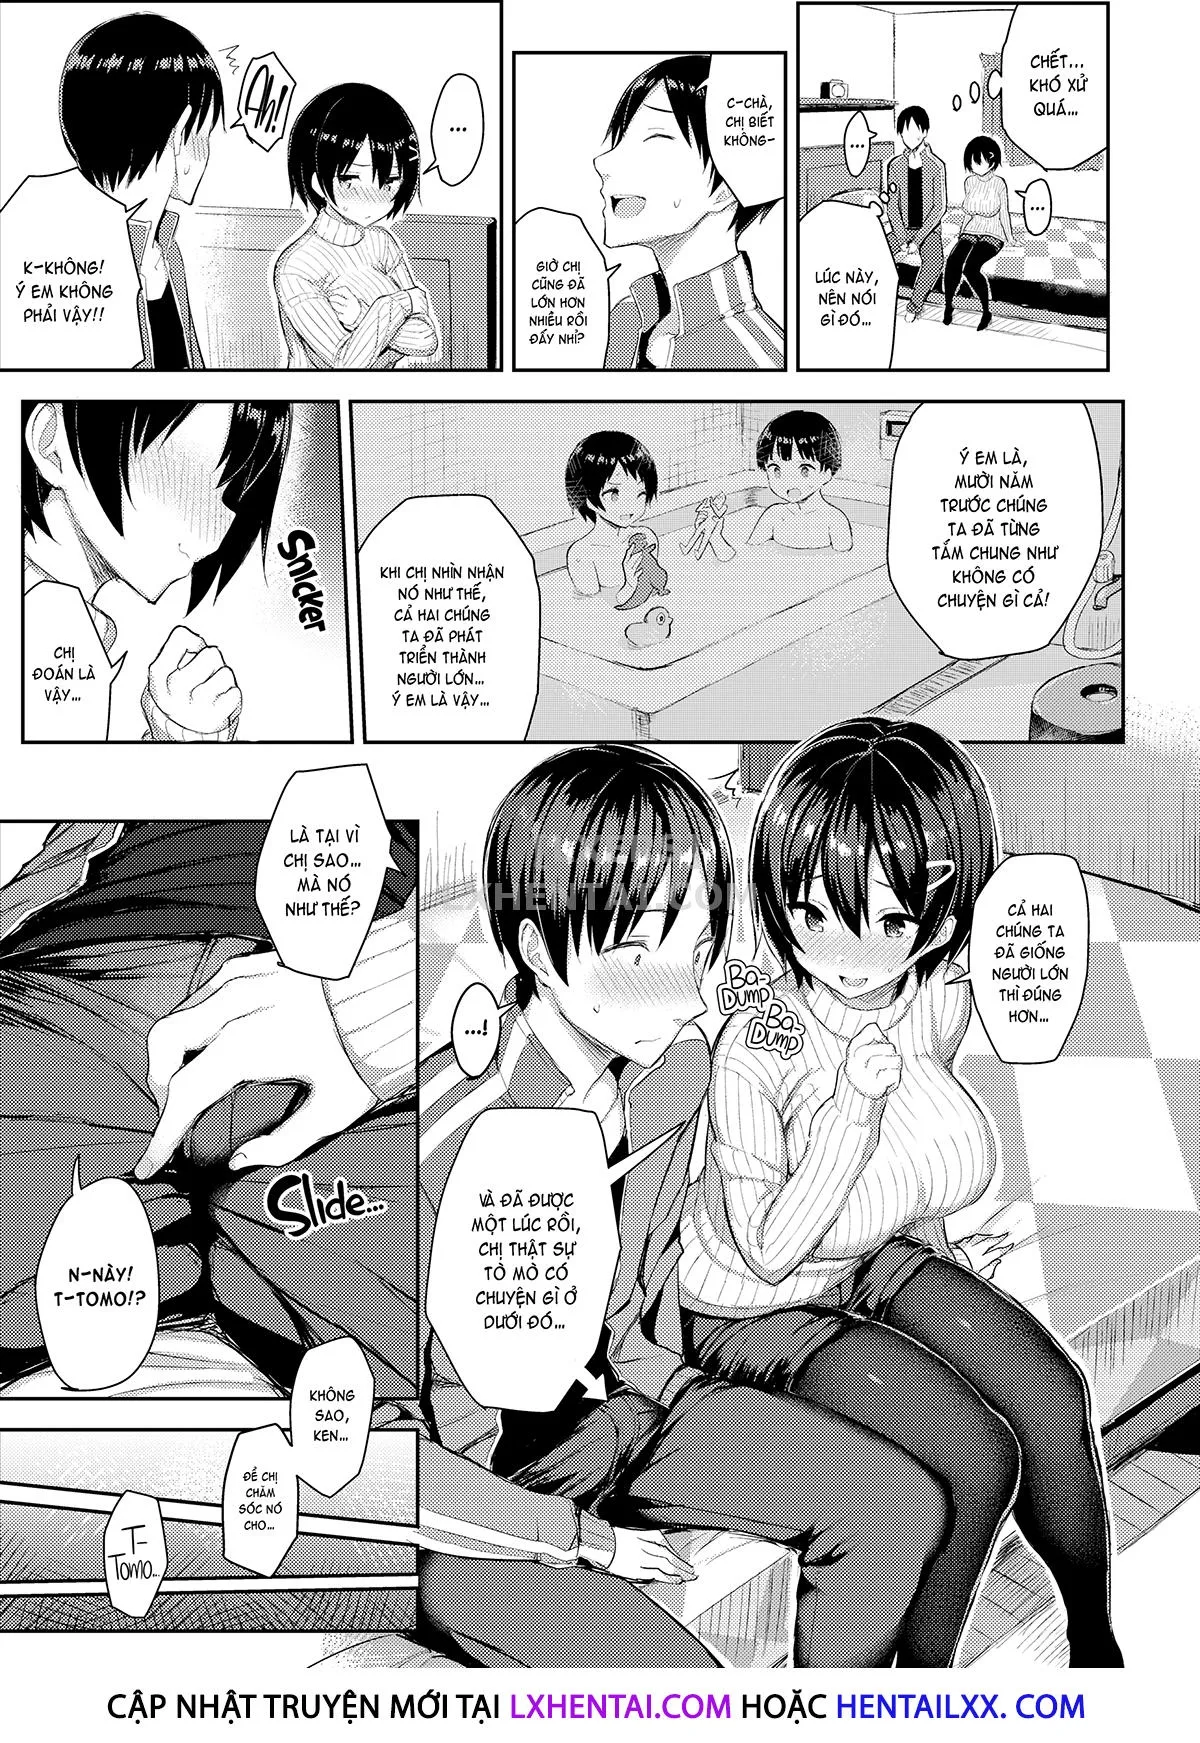 CHẾT...
KHÓ XỬ
QUÁ...
...
...
LÚC NÀY,
NÊN NÓI
GÌ ĐÓ...
C-CHÀ,
CHỊ BIẾT
KHÔNG-
GIỜ CHỊ
CŨNG ĐÃ
LỚN HƠN
NHIỀU RỒI
ĐẤY NHỈ?
...
AH!
K-KHÔNG!
Ý EM KHÔNG
PHẢI VẬY!!
Ý EM LÀ,
MƯỜI NĂM
TRƯỚC CHÚNG
TA ĐÃ TỪNG
TẮM CHUNG NHƯ
KHÔNG CÓ
CHUYỆN GÌ CẢ!
KHI CHỊ NHÌN NHẬN
NÓ NHƯ THẾ,
CẢ HAI CHÚNG
TA ĐÃ PHÁT
TRIỂN THÀNH
NGƯỜI LỚN...
Ý EM LÀ VẬY...
SNICKER
CHỊ
ĐOÁN LÀ
VẬY...
CẢ HAI
CHÚNG TA
ĐÃ GIỐNG
NGƯỜI LỚN
THÌ ĐÚNG
HƠN...
BA-
DUMP
BA-
DUMP
...!
VÀ ĐÃ ĐƯỢC
MỘT LÚC RỒI,
CHỊ THẬT SỰ
TÒ MÒ CÓ
CHUYỆN GÌ Ở
DƯỚI ĐÓ...
LÀ TẠI VÌ
CHỊ SAO...
MÀ NÓ
NHƯ THẾ?
SLIDE...
N-NÀY!
T-TOMO!?
KHÔNG
SAO,
KEN...
ĐỂ CHỊ
CHĂM
SÓC NÓ
CHO...
T-
TOMO...
LXHENTAI.COM
CẬP NHẬT TRUYỆN MỚI TẠI LXHENTAI.COM HOẶC HENTAILXX. COM